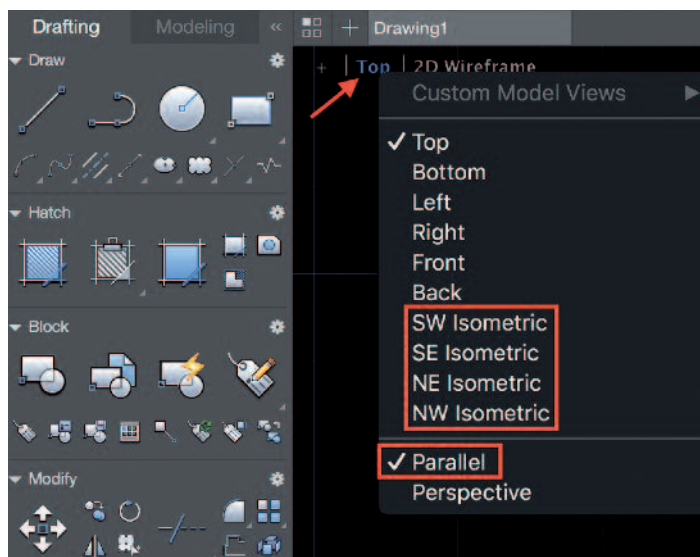 Drafting Modeling « + Drawing1
Draw
+ | Top | 2D Wireframe
Custom Model Views
✓ Top
Bottom
Left
Hatch
Right
Front
Back
SW Isometric
Block
SE Isometric
NE Isometric
NW Isometric
✓ Parallel
Modify
Perspective